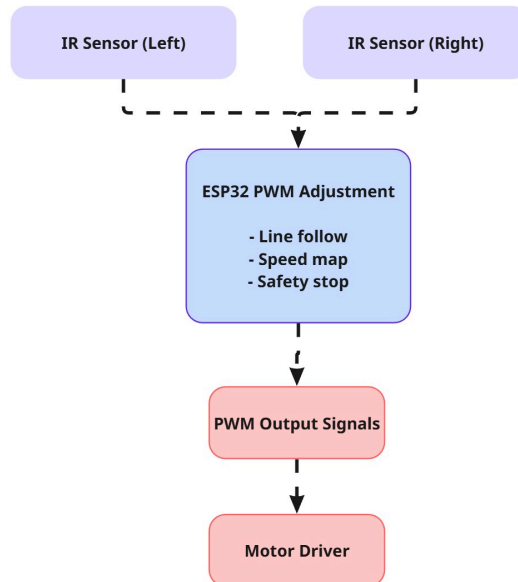 IR Sensor (Left)
IR Sensor (Right)
ESP32 PWM Adjustment
- Line follow
- Speed map
- Safety stop
PWM Output Signals
Motor Driver